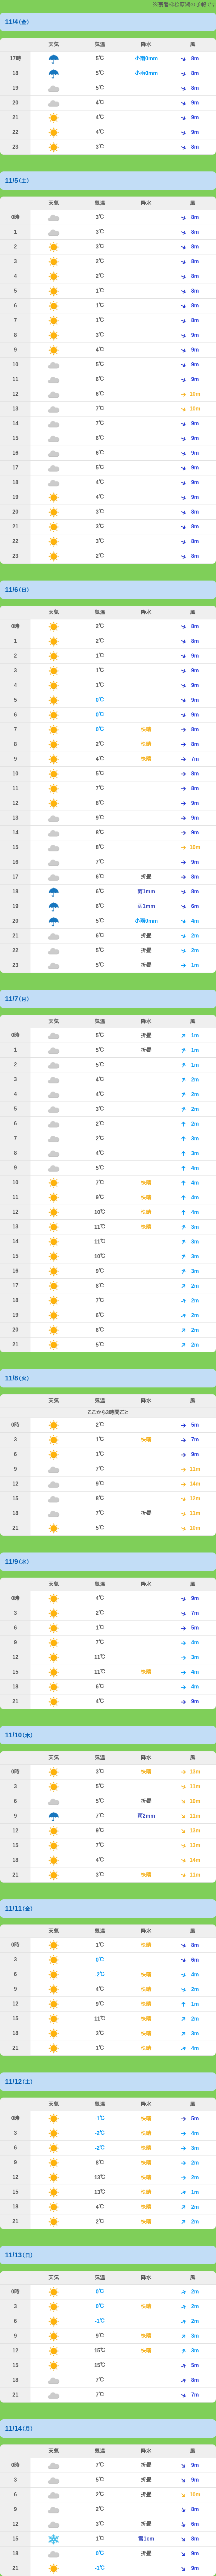 ※裏磐梯桧原湖の予報です
11/4(金)
天気 気温 降水 風
17時 5℃ 小雨0mm 8m
18 5℃ 小雨0mm 8m
19 5℃ 8m
20 4℃ 9m
21 4℃ 9m
22 4℃ 9m
23 3℃ 8m
11/5(土)
天気 気温 降水 風
0時 3℃ 8m
1 3℃ 8m
2 3℃ 8m
3 2℃ 8m
4 2℃ 8m
5 1℃ 8m
6 1℃ 8m
7 1℃ 8m
8 3℃ 9m
9 4℃ 9m
10 5℃ 9m
11 6℃ 9m
12 6℃ 10m
13 7℃ 10m
14 7℃ 9m
15 6℃ 9m
16 6℃ 9m
17 5℃ 9m
18 4℃ 9m
19 4℃ 9m
20 3℃ 8m
21 3℃ 8m
22 3℃ 8m
23 2℃ 8m
11/6(日)
天気 気温 降水 風
0時 2℃ 8m
1 2℃ 8m
2 1℃ 9m
3 1℃ 9m
4 1℃ 9m
5 0℃ 9m
6 0℃ 9m
7 0℃ 快晴 8m
8 2℃ 快晴 8m
9 4℃ 快晴 7m
10 5℃ 8m
11 7℃ 8m
12 8℃ 9m
13 9℃ 9m
14 8℃ 9m
15 8℃ 10m
16 7℃ 9m
17 6℃ 折畳 8m
18 6℃ 雨1mm 8m
19 6℃ 雨1mm 6m
20 5℃ 小雨0mm 4m
21 6℃ 折畳 2m
22 5℃ 折畳 2m
23 5℃ 折畳 1m
11/7(月)
天気 気温 降水 風
0時 5℃ 折畳 1m
1 5℃ 折畳 1m
2 5℃ 1m
3 4℃ 2m
4 4℃ 2m
5 3℃ 2m
6 2℃ 2m
7 2℃ 3m
8 4℃ 3m
9 5℃ 4m
10 7℃ 快晴 4m
11 9℃ 快晴 4m
12 10℃ 快晴 4m
13 11℃ 快晴 3m
14 11℃ 3m
15 10℃ 3m
16 9℃ 3m
17 8℃ 2m
18 7℃ 2m
19 6℃ 2m
20 6℃ 2m
21 5℃ 2m
11/8(火)
天気 気温 降水 風
ここから3時間ごと
0時 2℃ 5m
3 1℃ 快晴 7m
6 1℃ 9m
9 7℃ 11m
12 9℃ 14m
15 8℃ 12m
18 7℃ 折畳 11m
21 5℃ 10m
11/9(水)
天気 気温 降水 風
0時 4℃ 9m
3 2℃ 7m
6 1℃ 5m
9 7℃ 4m
12 11℃ 3m
15 11℃ 快晴 4m
18 6℃ 4m
21 4℃ 9m
11/10(木)
天気 気温 降水 風
0時 3℃ 快晴 13m
3 5℃ 11m
6 5℃ 折畳 10m
9 7℃ 雨2mm 11m
12 9℃ 15m
15 7℃ 13m
18 4℃ 14m
21 3℃ 快晴 11m
11/11(金)
天気 気温 降水 風
0時 1℃ 快晴 8m
3 0℃ 6m
6 -2℃ 快晴 4m
9 4℃ 快晴 2m
12 9℃ 快晴 1m
15 11℃ 快晴 2m
18 3℃ 快晴 3m
21 1℃ 快晴 4m
11/12(土)
天気 気温 降水 風
0時 -1℃ 快晴 5m
3 -2℃ 快晴 4m
6 -2℃ 快晴 3m
9 8℃ 快晴 2m
12 13℃ 快晴 2m
15 13℃ 快晴 1m
18 4℃ 快晴 2m
21 2℃ 快晴 2m
11/13(日)
天気 気温 降水 風
0時 0℃ 2m
3 0℃ 快晴 2m
6 -1℃ 2m
9 9℃ 快晴 3m
12 15℃ 快晴 3m
15 15℃ 5m
18 7℃ 8m
21 7℃ 7m
11/14(月)
天気 気温 降水 風
0時 7℃ 折畳 9m
3 5℃ 折畳 9m
6 2℃ 折畳 10m
9 2℃ 8m
12 3℃ 折畳 6m
15 1℃ 雪1cm 8m
18 0℃ 折畳 9m
21 -1℃ 9m